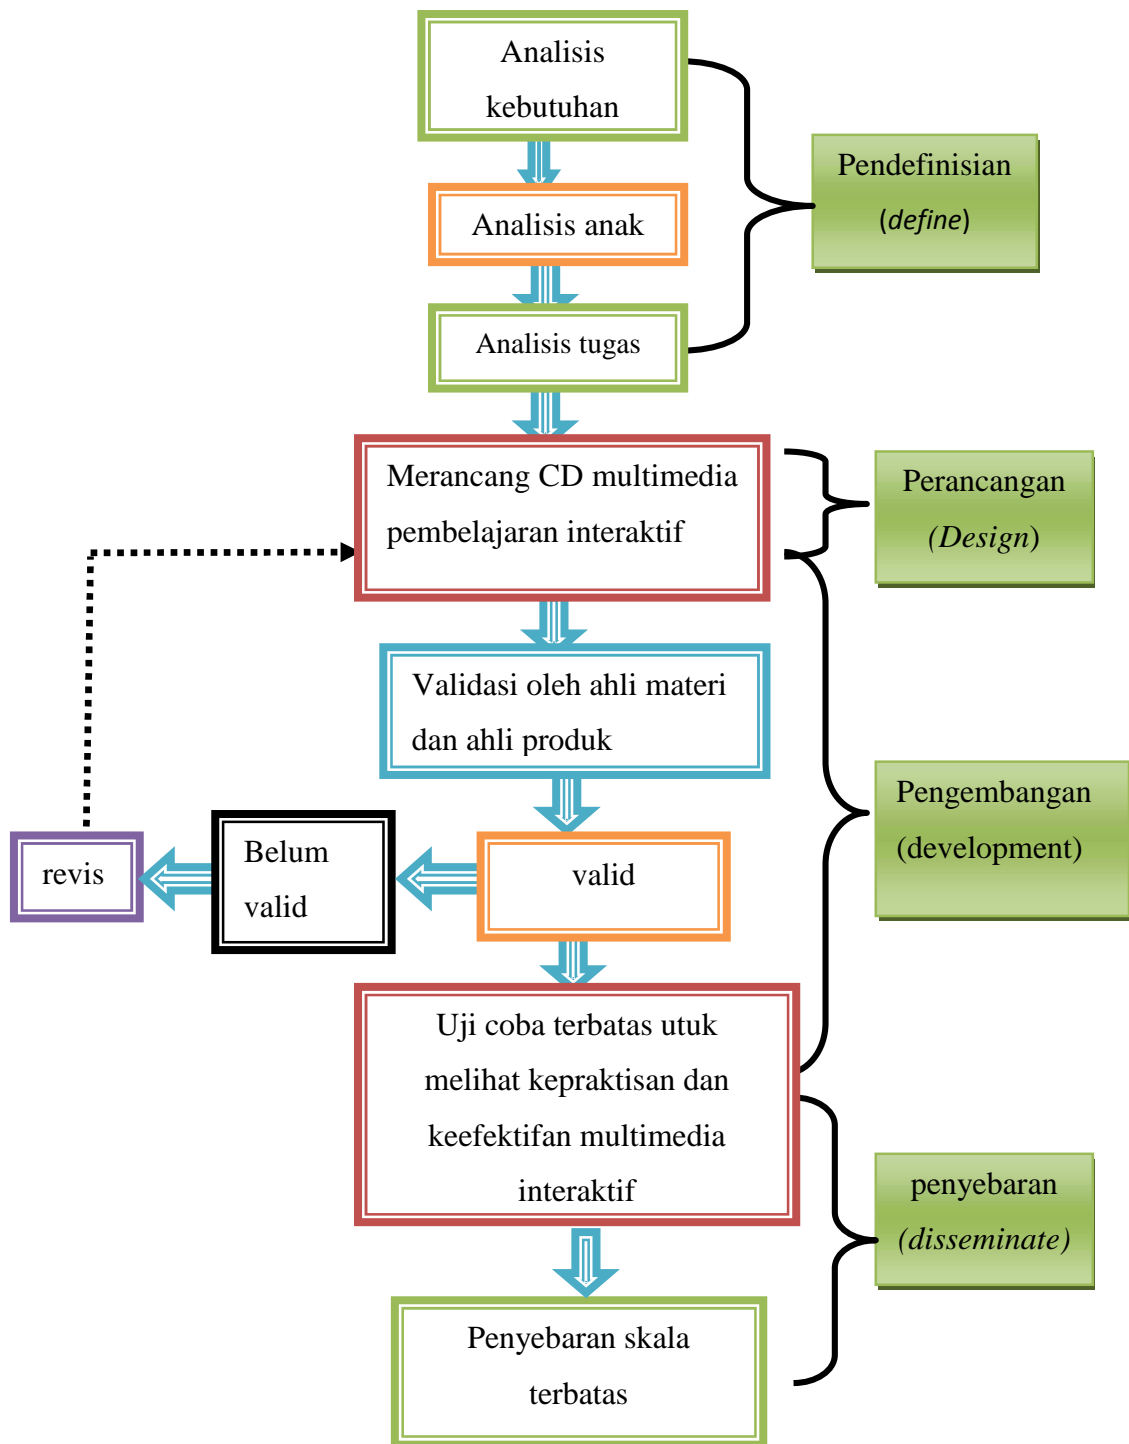 Analisis
kebutuhan
Pendefinisian
(define)
Analisis anak
Analisis tugas
Merancang CD multimedia
pembelajaran interaktif
Perancangan
(Design)
Validasi oleh ahli materi
dan ahli produk
Pengembangan
(development)
revis
Belum
valid
valid
Uji coba terbatas utuk
melihat kepraktisan dan
keefektifan multimedia
interaktif
penyebaran
(disseminate)
Penyebaran skala
terbatas